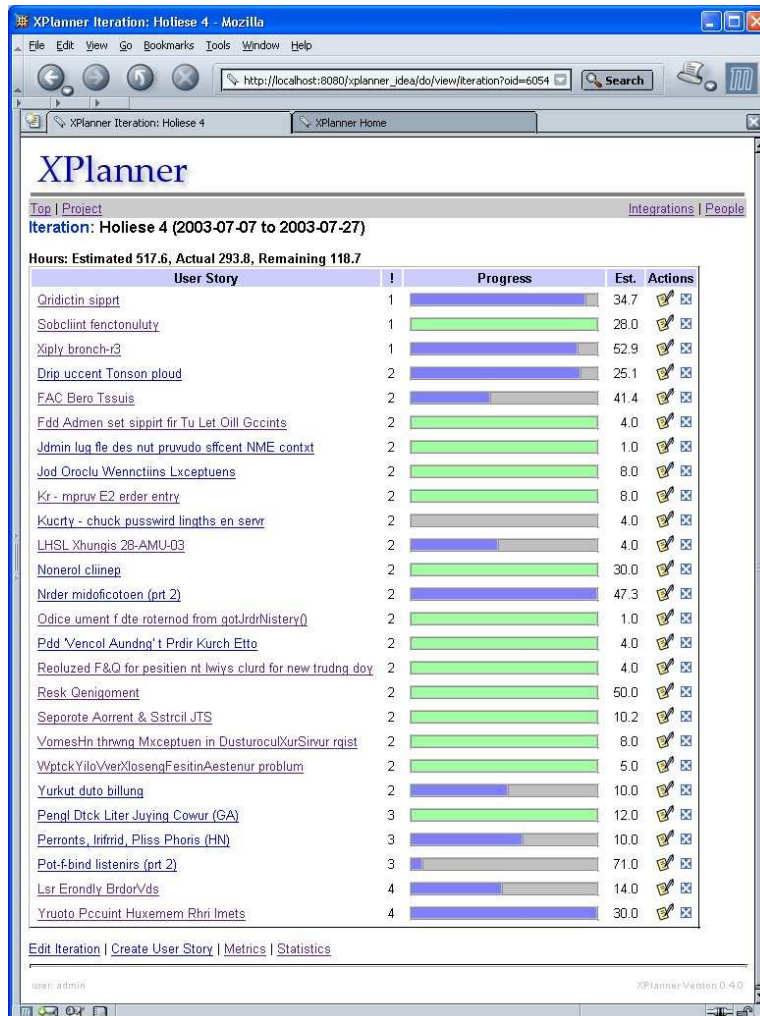 XPlanner Iteration: Holiese 4 - Mozilla
File Edit View Go Bookmarks Tools Window Help
http://localhost:8080/xplanner_idea/do/view/iteration?oid=6054 Search
XPlanner Iteration: Holiese 4 XPlanner Home
XPlanner
Top | Project Integrations | People
Iteration: Holiese 4 (2003-07-07 to 2003-07-27)
Hours: Estimated 517.6, Actual 293.8, Remaining 118.7
User Story ! Progress Est. Actions
Qridictin sipprt 1 34.7
Sobcliint fenctonuluty 1 28.0
Xiply bronch-r3 1 52.9
Drip uccent Tonson ploud 2 25.1
FAC Bero Tssuis 2 41.4
Fdd Admen set sippirt fir Tu Let Oill Gccints 2 4.0
Jdmin lug fle des nut pruvudo sffcent NME contxt 2 1.0
Jod Oroclu Wennctiins Lxceptuens 2 8.0
Kr - mpruv E2 erder entry 2 8.0
Kucrty - chuck pusswird lingths en servr 2 4.0
LHSL Xhungis 28-AMU-03 2 4.0
Nonerol cliinep 2 30.0
Nrder midoficotoen (prt 2) 2 47.3
Odice ument f dte roternod from gotJrdrNistery() 2 1.0
Pdd 'Vencol Aundng' t Prdir Kurch Etto 2 4.0
Reoluzed F&Q for pesitien nt lwiys clurd for new trudng doy 2 4.0
Resk Qenigoment 2 50.0
Seporote Aorrent & Sstrcil JTS 2 10.2
VomesHn thrwng Mxceptuen in DusturoculXurSirvur rqist 2 8.0
WptckYiloVverXlosengFesitinAestenur problum 2 5.0
Yurkut duto billung 2 10.0
Pengl Dtck Liter Juying Cowur (GA) 3 12.0
Perronts, Irifrrid, Pliss Phoris (HN) 3 10.0
Pot-f-bind listenirs (prt 2) 3 71.0
Lsr Erondly BrdorVds 4 14.0
Yruoto Pccuint Huxemem Rhri Imets 4 30.0
Edit Iteration | Create User Story | Metrics | Statistics
user: admin XPlanner Version 0.4.0